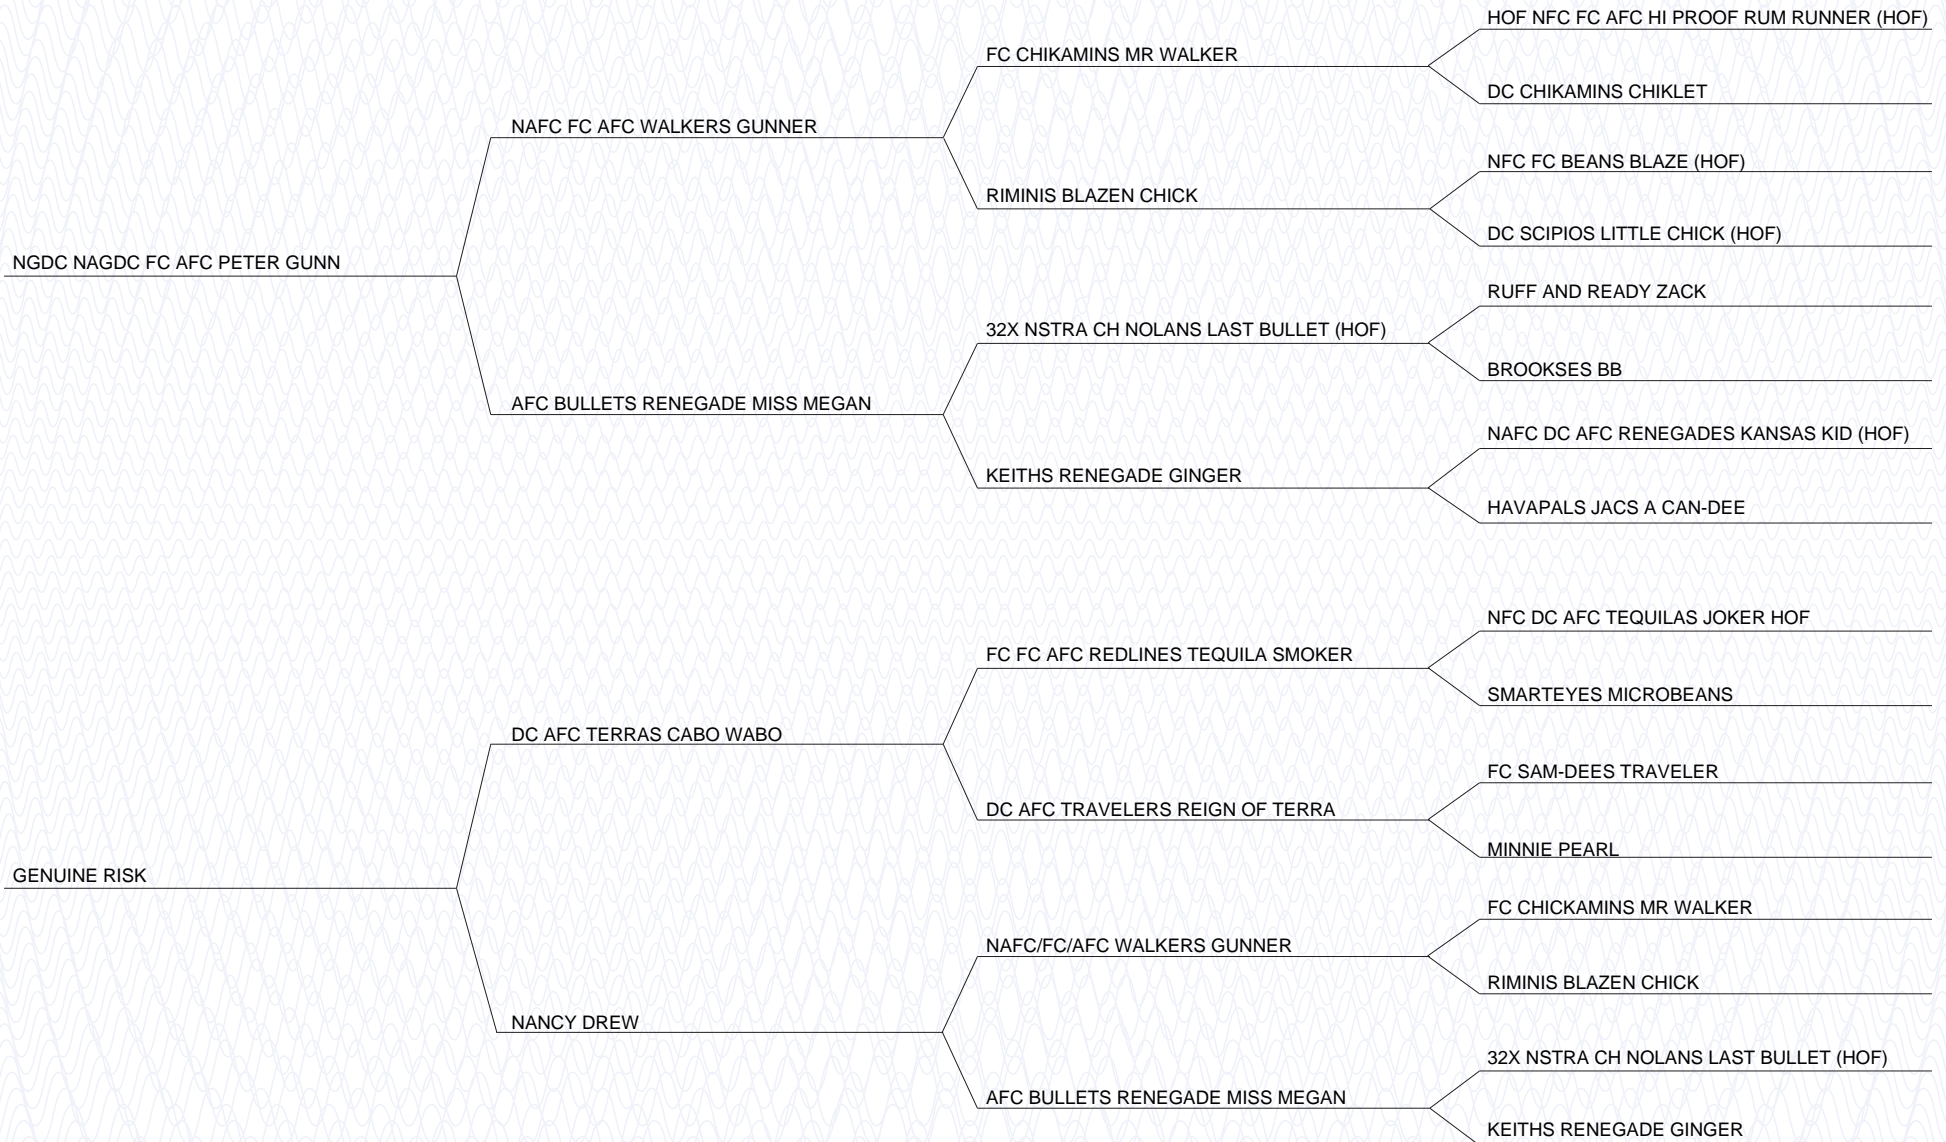 HOF NFC FC AFC HI PROOF RUM RUNNER (HOF)
FC CHIKAMINS MR WALKER
DC CHIKAMINS CHIKLET
NAFC FC AFC WALKERS GUNNER
NFC FC BEANS BLAZE (HOF)
RIMINIS BLAZEN CHICK
DC SCIPIOS LITTLE CHICK (HOF)
NGDC NAGDC FC AFC PETER GUNN
RUFF AND READY ZACK
32X NSTRA CH NOLANS LAST BULLET (HOF)
BROOKSES BB
AFC BULLETS RENEGADE MISS MEGAN
NAFC DC AFC RENEGADES KANSAS KID (HOF)
KEITHS RENEGADE GINGER
HAVAPALS JACS A CAN-DEE
NFC DC AFC TEQUILAS JOKER HOF
FC FC AFC REDLINES TEQUILA SMOKER
SMARTEYES MICROBEANS
DC AFC TERRAS CABO WABO
FC SAM-DEES TRAVELER
DC AFC TRAVELERS REIGN OF TERRA
MINNIE PEARL
GENUINE RISK
FC CHICKAMINS MR WALKER
NAFC/FC/AFC WALKERS GUNNER
RIMINIS BLAZEN CHICK
NANCY DREW
32X NSTRA CH NOLANS LAST BULLET (HOF)
AFC BULLETS RENEGADE MISS MEGAN
KEITHS RENEGADE GINGER